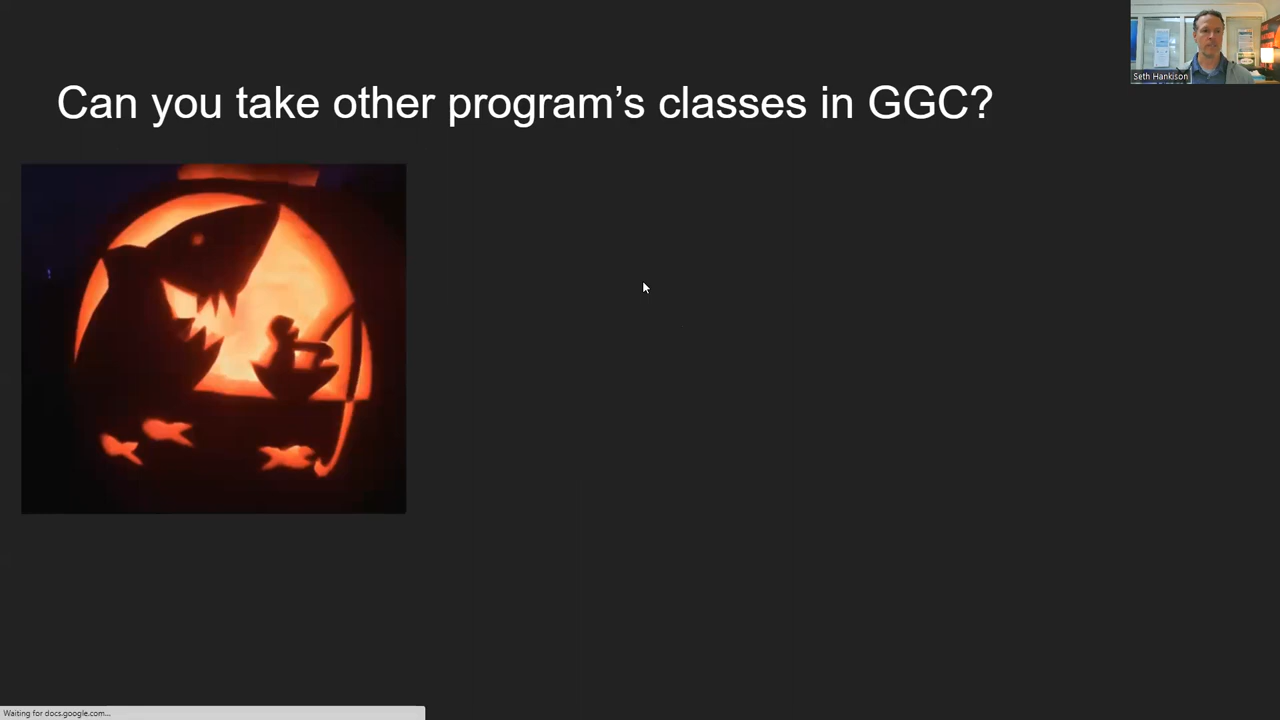 Can you take other program's classes in GGC?
Seth Hankison
Waiting for docs.google.com...